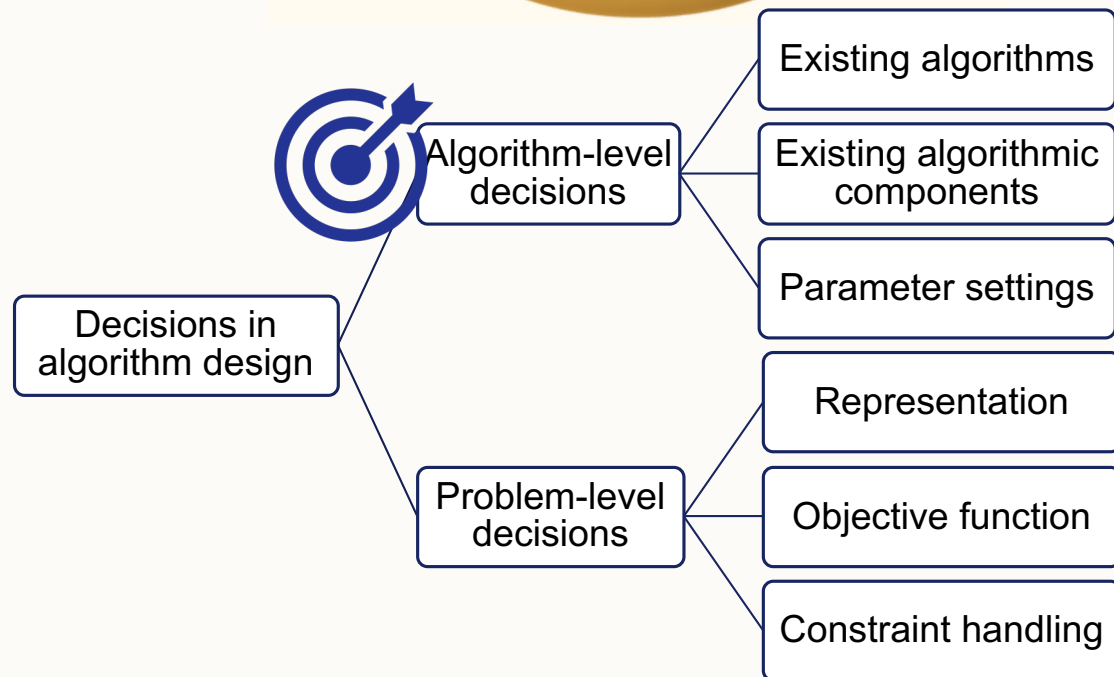 Existing algorithms
Algorithm-level
decisions
Existing algorithmic
components
Parameter settings
Decisions in
algorithm design
Representation
Problem-level
decisions
Objective function
Constraint handling